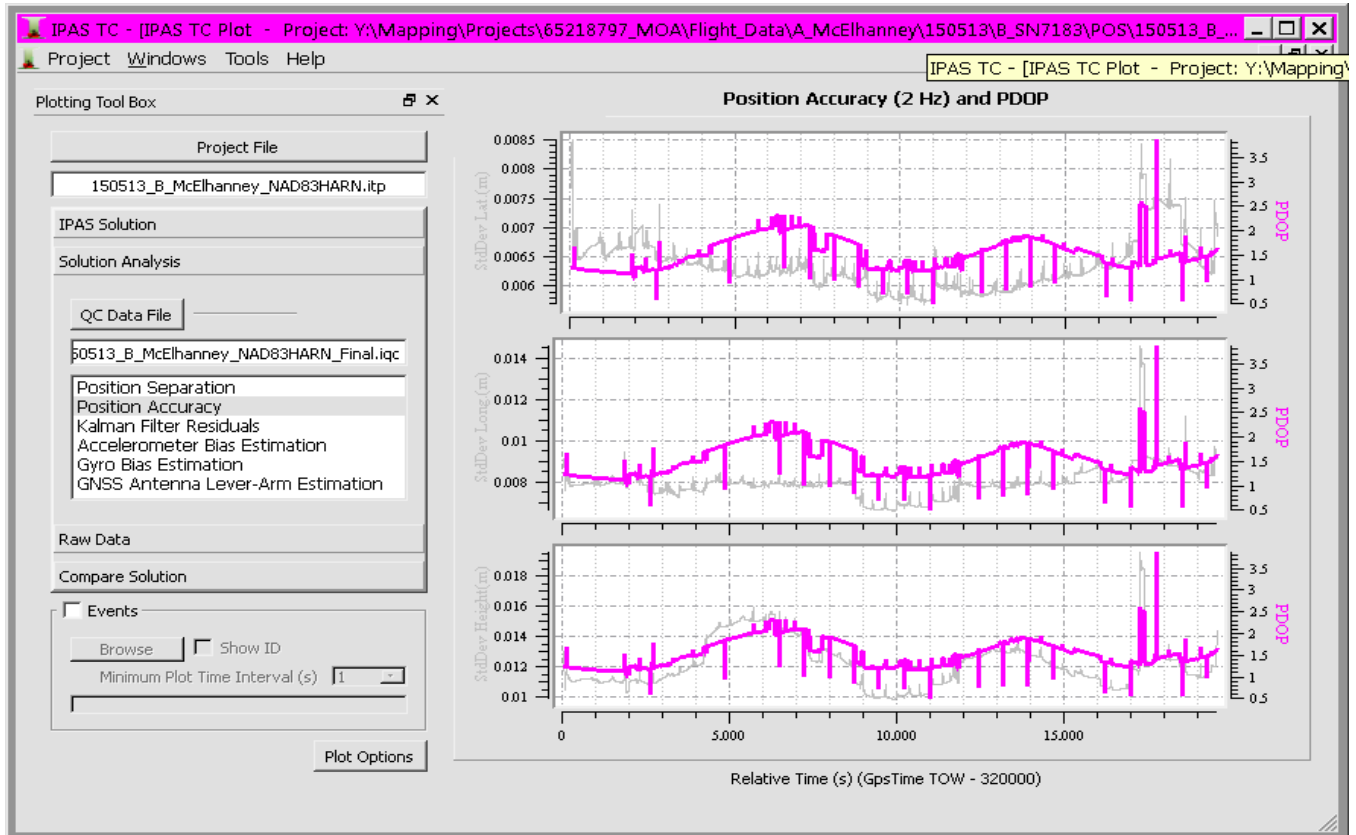 IPAS TC - [IPAS TC Plot - Project: Y:\Mapping\Projects\65218797_MOA\Flight_Data\A_McElhanney\150513\B_SN7183\POS\150513_B_...
Project Windows Tools Help
IPAS TC - [IPAS TC Plot - Project: Y:\Mapping\
Plotting Tool Box
Project File
150513_B_McElhanney_NAD83HARN.itp
IPAS Solution
Solution Analysis
QC Data File
50513_B_McElhanney_NAD83HARN_Final.iqc
Position Separation
Position Accuracy
Kalman Filter Residuals
Accelerometer Bias Estimation
Gyro Bias Estimation
GNSS Antenna Lever-Arm Estimation
Raw Data
Compare Solution
Events
Browse
Show ID
Minimum Plot Time Interval (s)
1
Plot Options
Position Accuracy (2 Hz) and PDOP
StdDev Lat.(m)
0.0085
0.008
0.0075
0.007
0.0065
0.006
3.5
3
2.5
2
1.5
1
0.5
PDOP
StdDev Long.(m)
0.014
0.012
0.01
0.008
3.5
3
2.5
2
1.5
1
0.5
PDOP
StdDev Height(m)
0.018
0.016
0.014
0.012
0.01
3.5
3
2.5
2
1.5
1
0.5
PDOP
0
5.000
10.000
15.000
Relative Time (s) (GpsTime TOW - 320000)